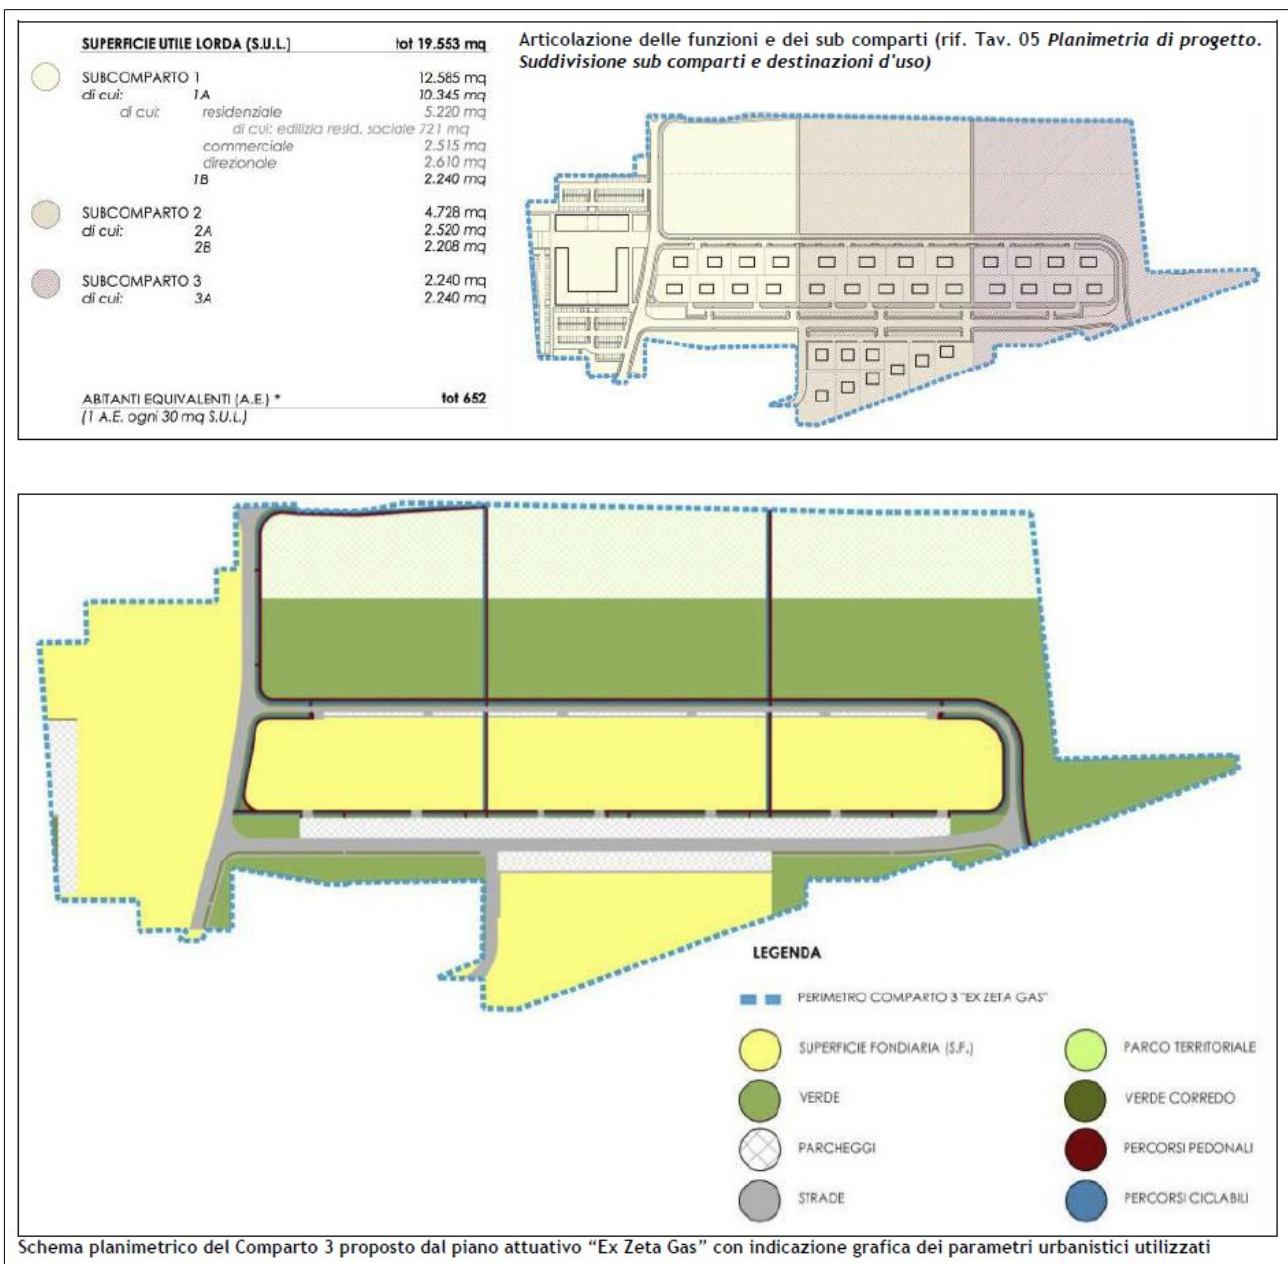 SUPERFICIE UTILE LORDA (S.U.L.) tot 19.553 mq
SUBCOMPARTO 1 12.585 mq
di cui: 1A 10.345 mq
di cui: residenziale 5.220 mq
di cui: edilizia resid. sociale 721 mq
commerciale 2.515 mq
direzionale 2.610 mq
1B 2.240 mq
SUBCOMPARTO 2 4.728 mq
di cui: 2A 2.520 mq
2B 2.208 mq
SUBCOMPARTO 3 2.240 mq
di cui: 3A 2.240 mq
ABITANTI EQUIVALENTI (A.E.) * tot 652
(1 A.E. ogni 30 mq S.U.L.)
Articolazione delle funzioni e dei sub comparti (rif. Tav. 05 Planimetria di progetto.
Suddivisione sub comparti e destinazioni d'uso)
LEGENDA
PERIMETRO COMPARTO 3 "EX ZETA GAS"
SUPERFICIE FONDIARIA (S.F.)
VERDE
PARCHEGGI
STRADE
PARCO TERRITORIALE
VERDE CORREDO
PERCORSI PEDONALI
PERCORSI CICLABILI
Schema planimetrico del Comparto 3 proposto dal piano attuativo “Ex Zeta Gas” con indicazione grafica dei parametri urbanistici utilizzati